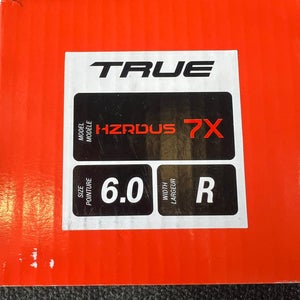 TRUE
MODEL
MODÈLE
HZRDUS 7X
SIZE
POINTURE
6.0
WIDTH
LARGEUR
R